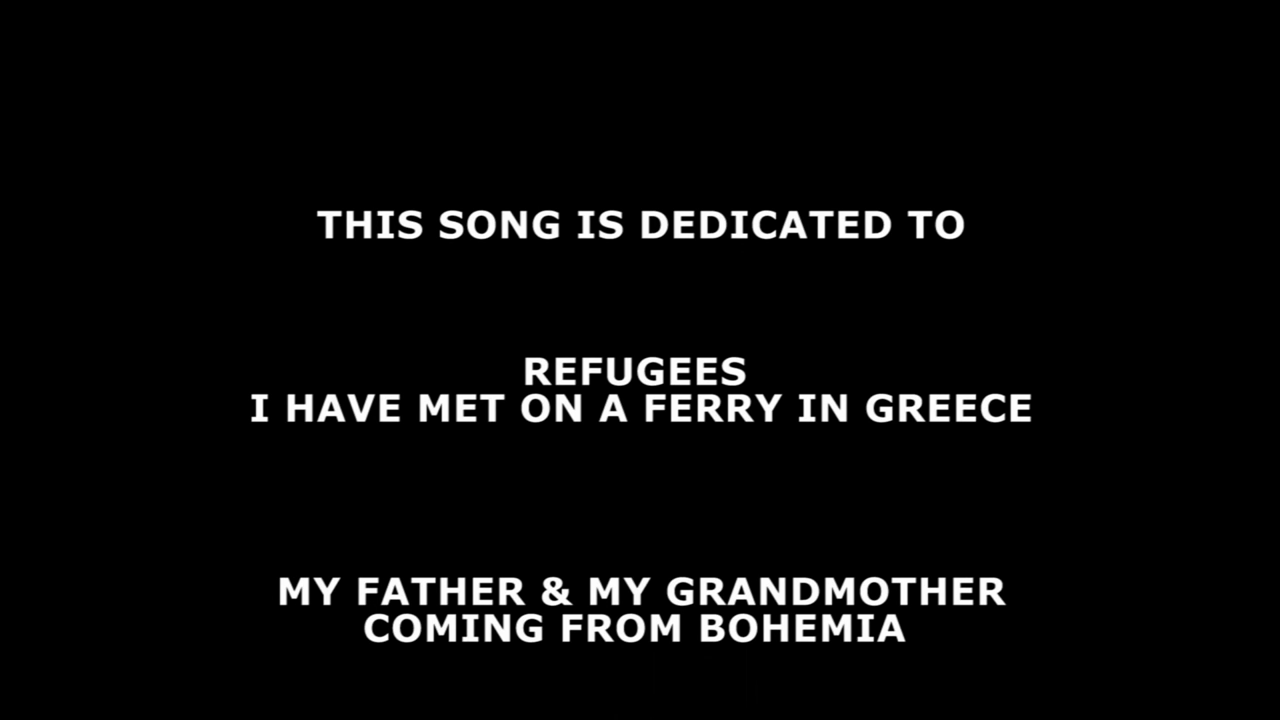 THIS SONG IS DEDICATED TO
REFUGEES
I HAVE MET ON A FERRY IN GREECE
MY FATHER & MY GRANDMOTHER
COMING FROM BOHEMIA